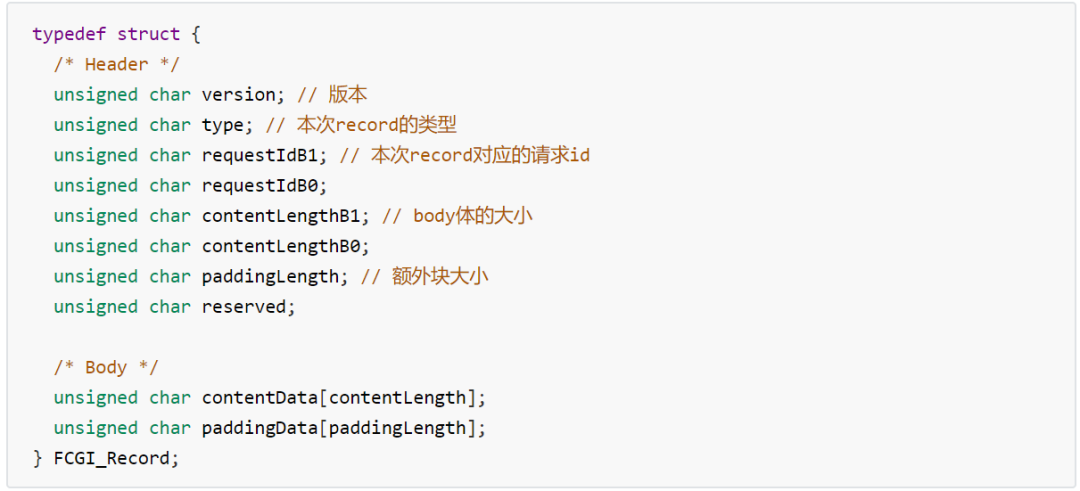 typedef struct {
  /* Header */
  unsigned char version; // 版本
  unsigned char type; // 本次record的类型
  unsigned char requestIdB1; // 本次record对应的请求id
  unsigned char requestIdB0;
  unsigned char contentLengthB1; // body体的大小
  unsigned char contentLengthB0;
  unsigned char paddingLength; // 额外块大小
  unsigned char reserved;

  /* Body */
  unsigned char contentData[contentLength];
  unsigned char paddingData[paddingLength];
} FCGI_Record;